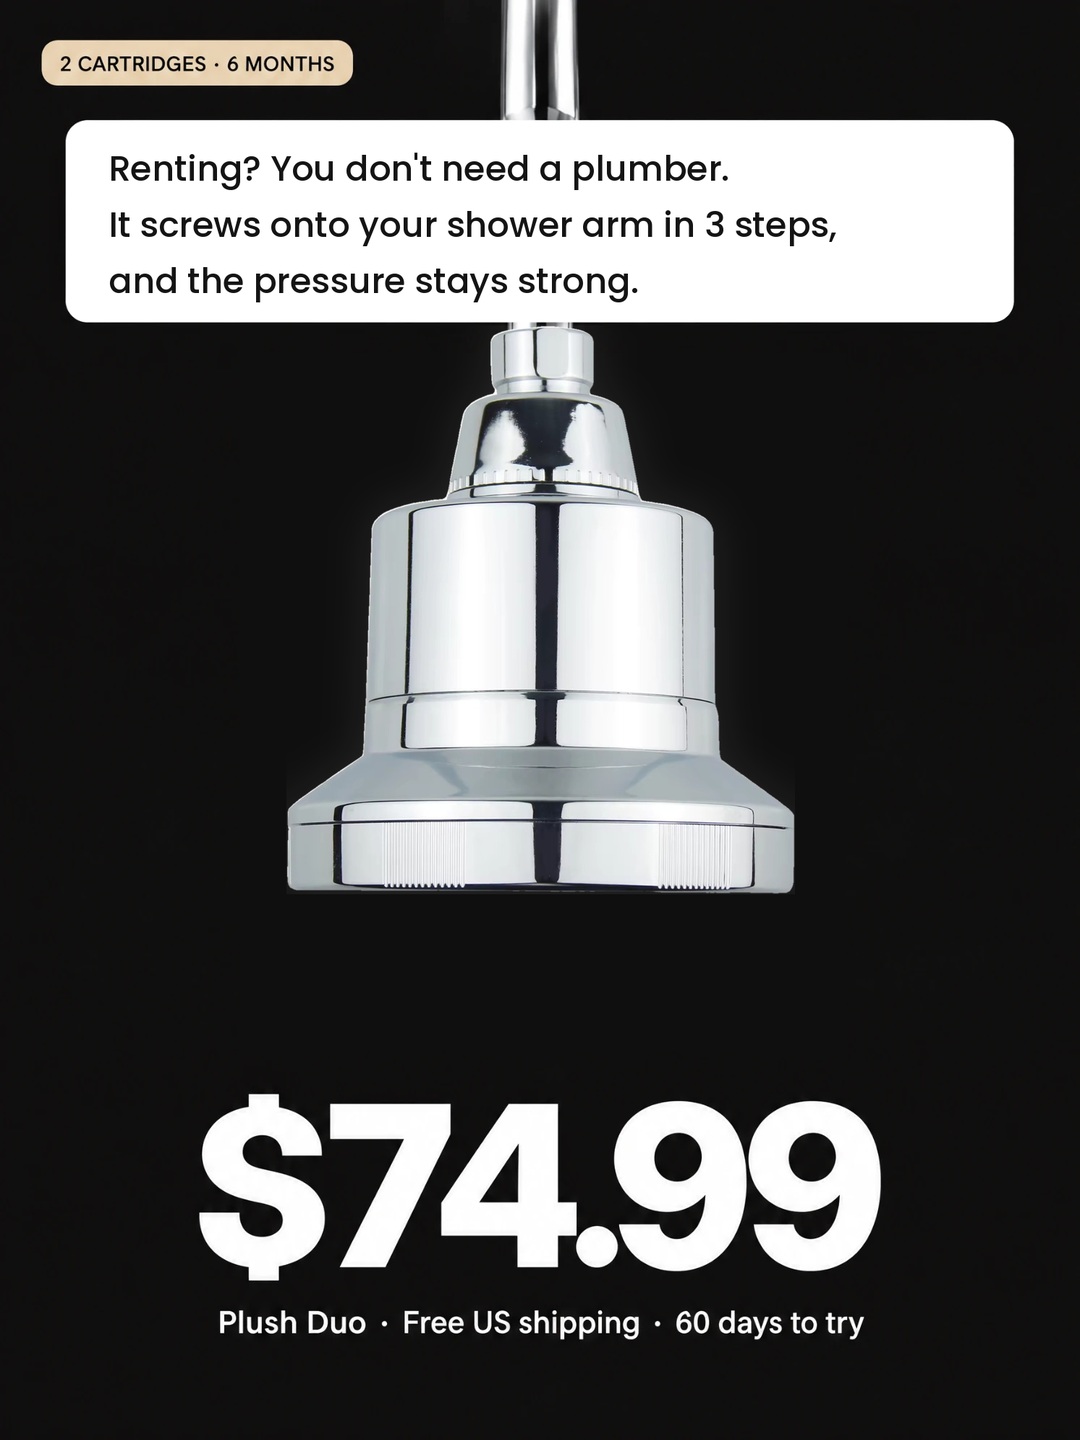 2 CARTRIDGES · 6 MONTHS
Renting? You don't need a plumber.
It screws onto your shower arm in 3 steps,
and the pressure stays strong.
$74.99
Plush Duo · Free US shipping · 60 days to try